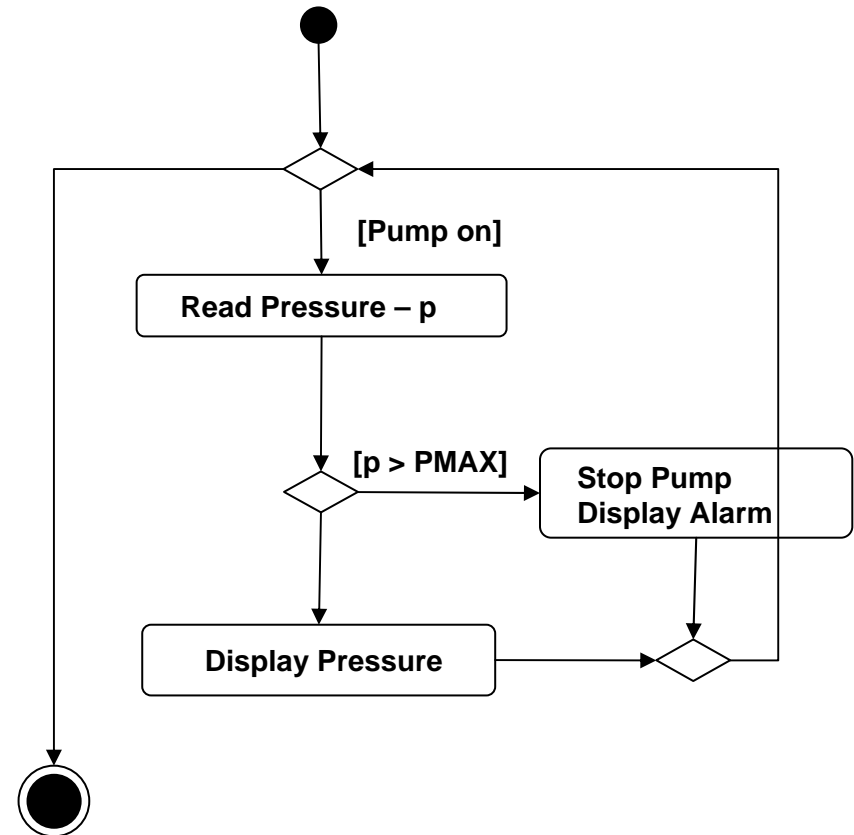 [Pump on]
Read Pressure – p
[p > PMAX]
Stop Pump
Display Alarm
Display Pressure